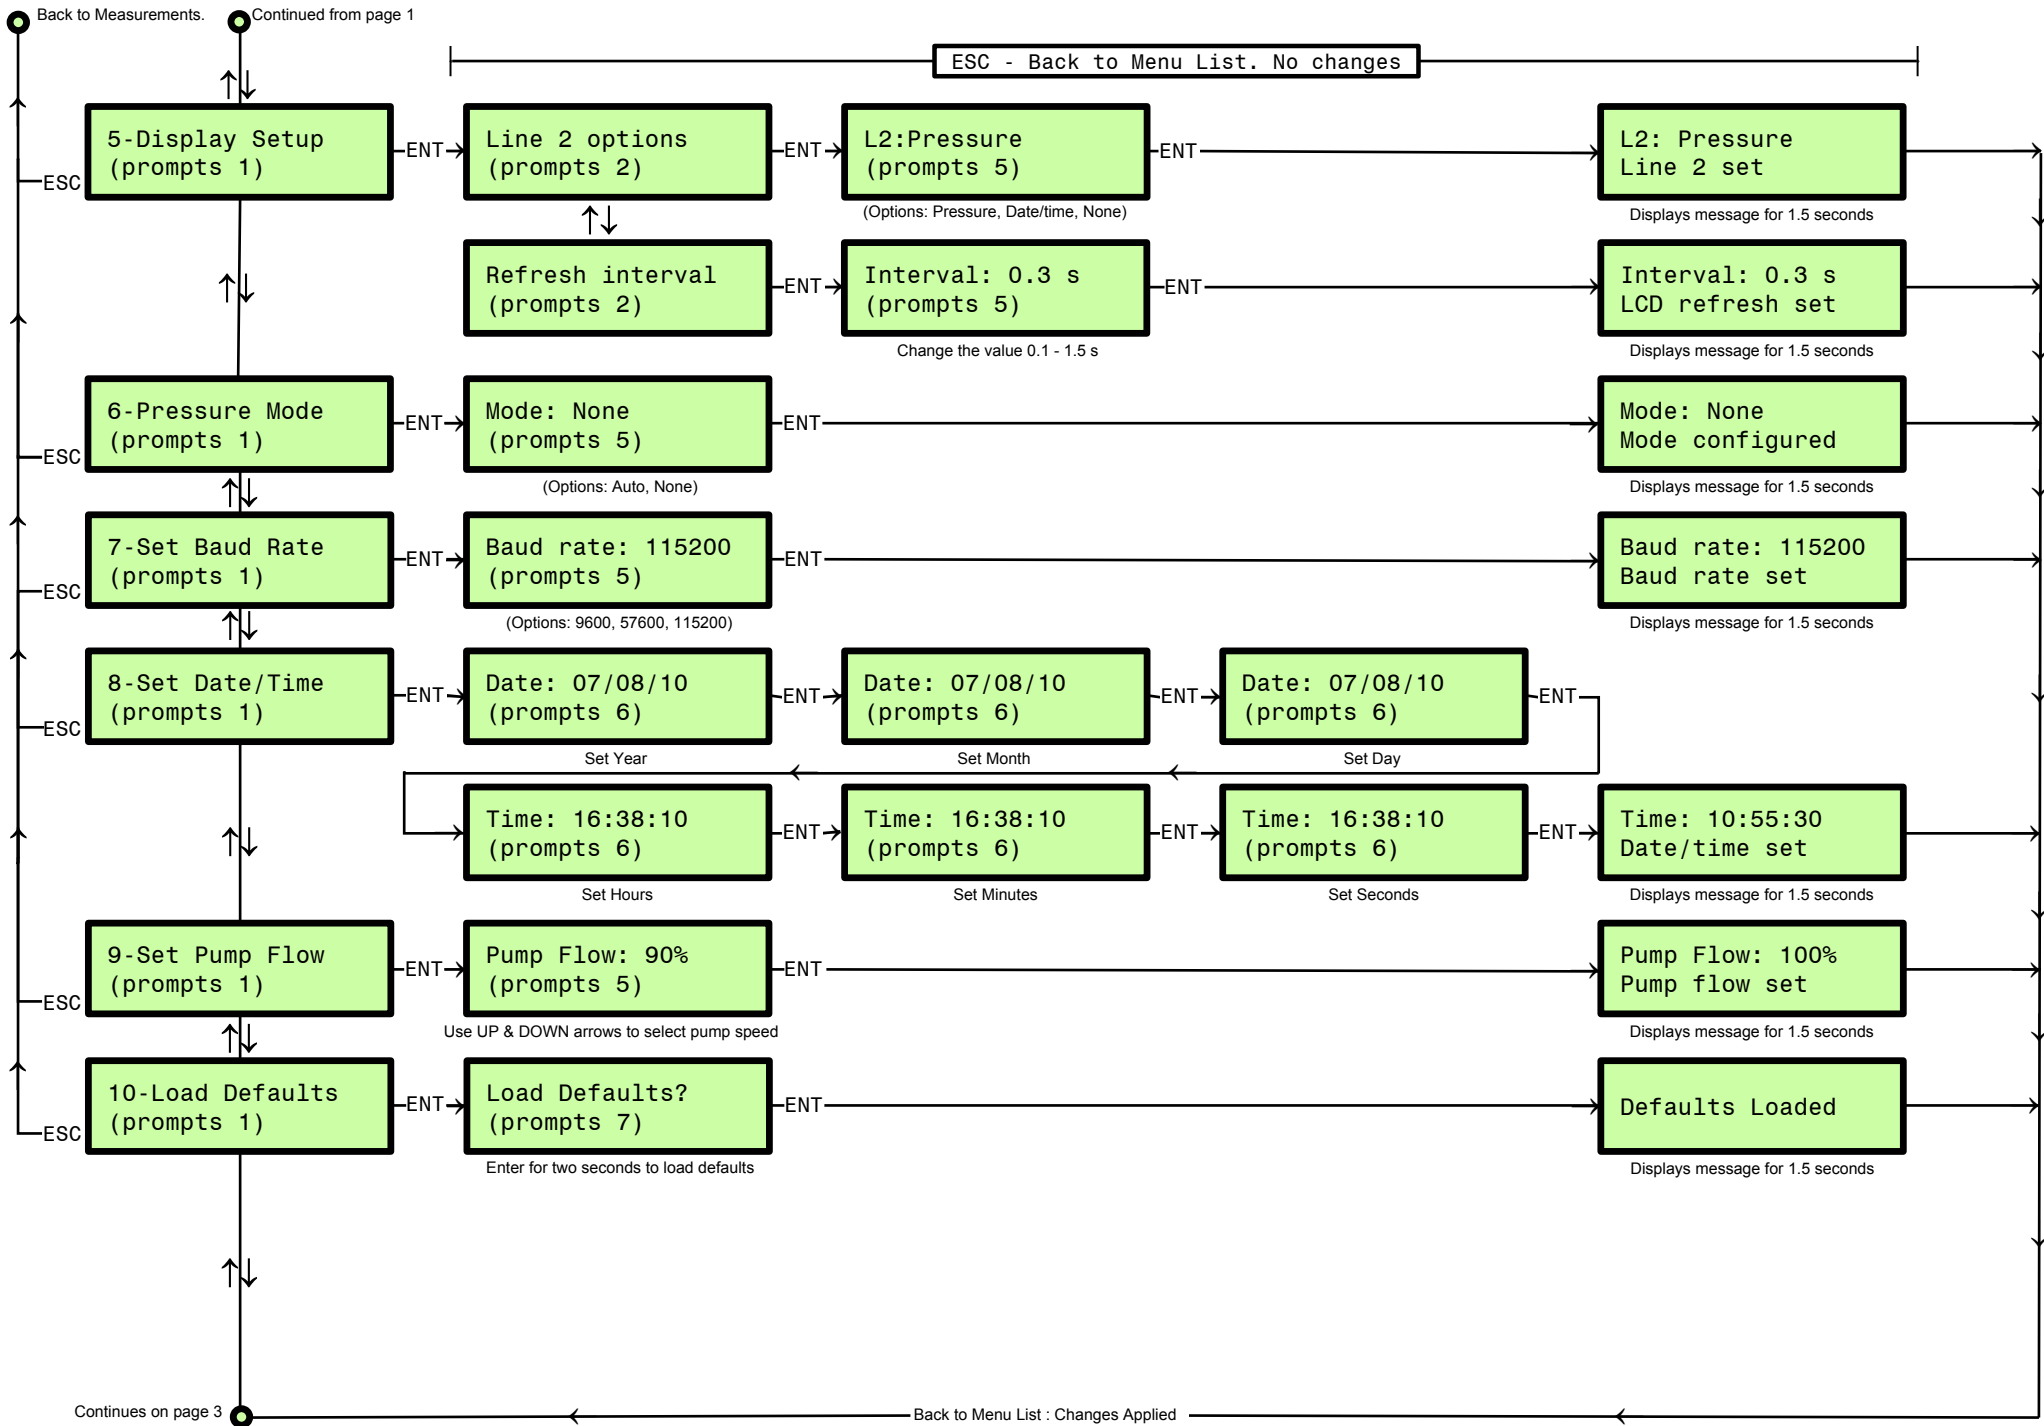 Back to Measurements.
Continued from page 1
ESC - Back to Menu List. No changes
5-Display Setup
(prompts 1)
ESC
ENT
Line 2 options
(prompts 2)
ENT
L2:Pressure
(prompts 5)
(Options: Pressure, Date/time, None)
ENT
L2: Pressure
Line 2 set
Displays message for 1.5 seconds
Refresh interval
(prompts 2)
ENT
Interval: 0.3 s
(prompts 5)
Change the value 0.1 - 1.5 s
ENT
Interval: 0.3 s
LCD refresh set
Displays message for 1.5 seconds
6-Pressure Mode
(prompts 1)
ESC
ENT
Mode: None
(prompts 5)
(Options: Auto, None)
ENT
Mode: None
Mode configured
Displays message for 1.5 seconds
7-Set Baud Rate
(prompts 1)
ESC
ENT
Baud rate: 115200
(prompts 5)
(Options: 9600, 57600, 115200)
ENT
Baud rate: 115200
Baud rate set
Displays message for 1.5 seconds
8-Set Date/Time
(prompts 1)
ESC
ENT
Date: 07/08/10
(prompts 6)
Set Year
ENT
Date: 07/08/10
(prompts 6)
Set Month
ENT
Date: 07/08/10
(prompts 6)
Set Day
ENT
Time: 16:38:10
(prompts 6)
Set Hours
ENT
Time: 16:38:10
(prompts 6)
Set Minutes
ENT
Time: 16:38:10
(prompts 6)
Set Seconds
ENT
Time: 10:55:30
Date/time set
Displays message for 1.5 seconds
9-Set Pump Flow
(prompts 1)
ESC
ENT
Pump Flow: 90%
(prompts 5)
Use UP & DOWN arrows to select pump speed
ENT
Pump Flow: 100%
Pump flow set
Displays message for 1.5 seconds
10-Load Defaults
(prompts 1)
ESC
ENT
Load Defaults?
(prompts 7)
Enter for two seconds to load defaults
ENT
Defaults Loaded
Displays message for 1.5 seconds
Continues on page 3
Back to Menu List : Changes Applied